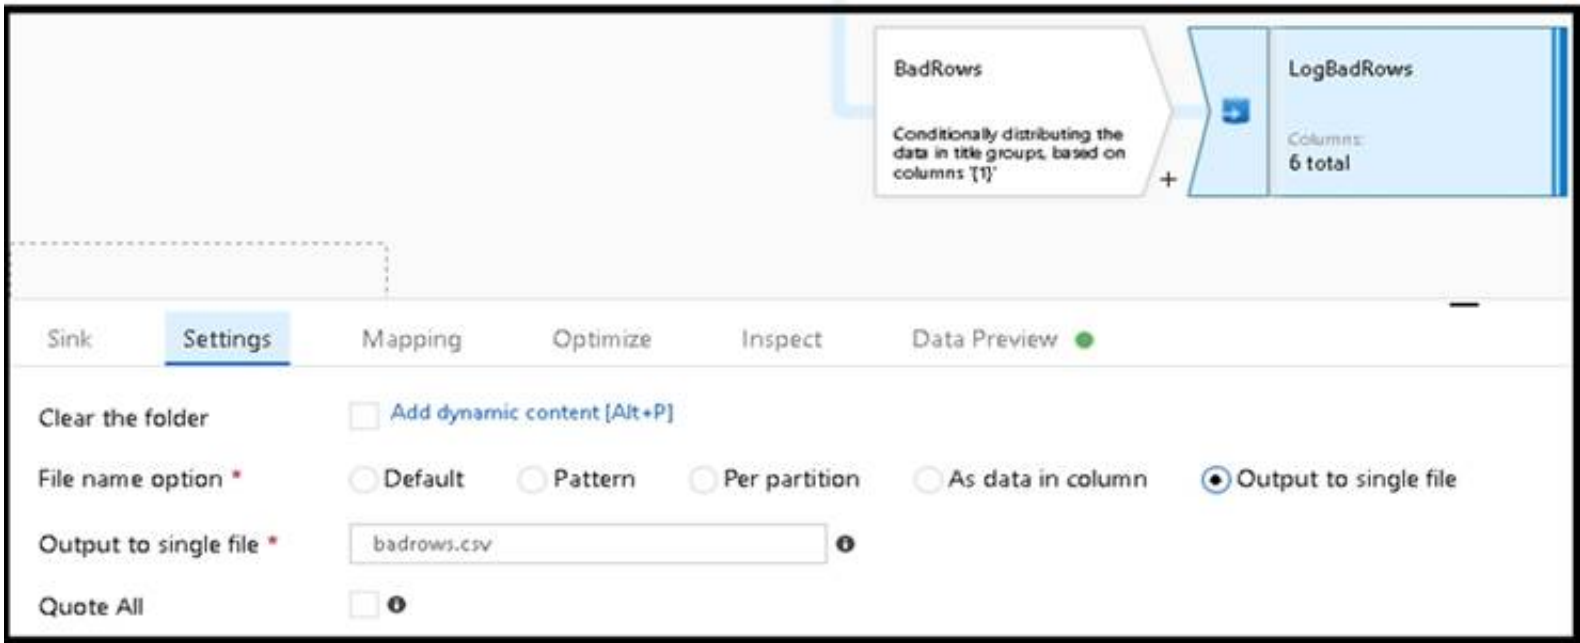 BadRows
Conditionally distributing the
data in title groups, based on
columns '{1}'
+
LogBadRows
Columns:
6 total
Sink
Settings
Mapping
Optimize
Inspect
Data Preview
Clear the folder
Add dynamic content [Alt+P]
File name option *
Default
Pattern
Per partition
As data in column
Output to single file
Output to single file *
badrows.csv
Quote All